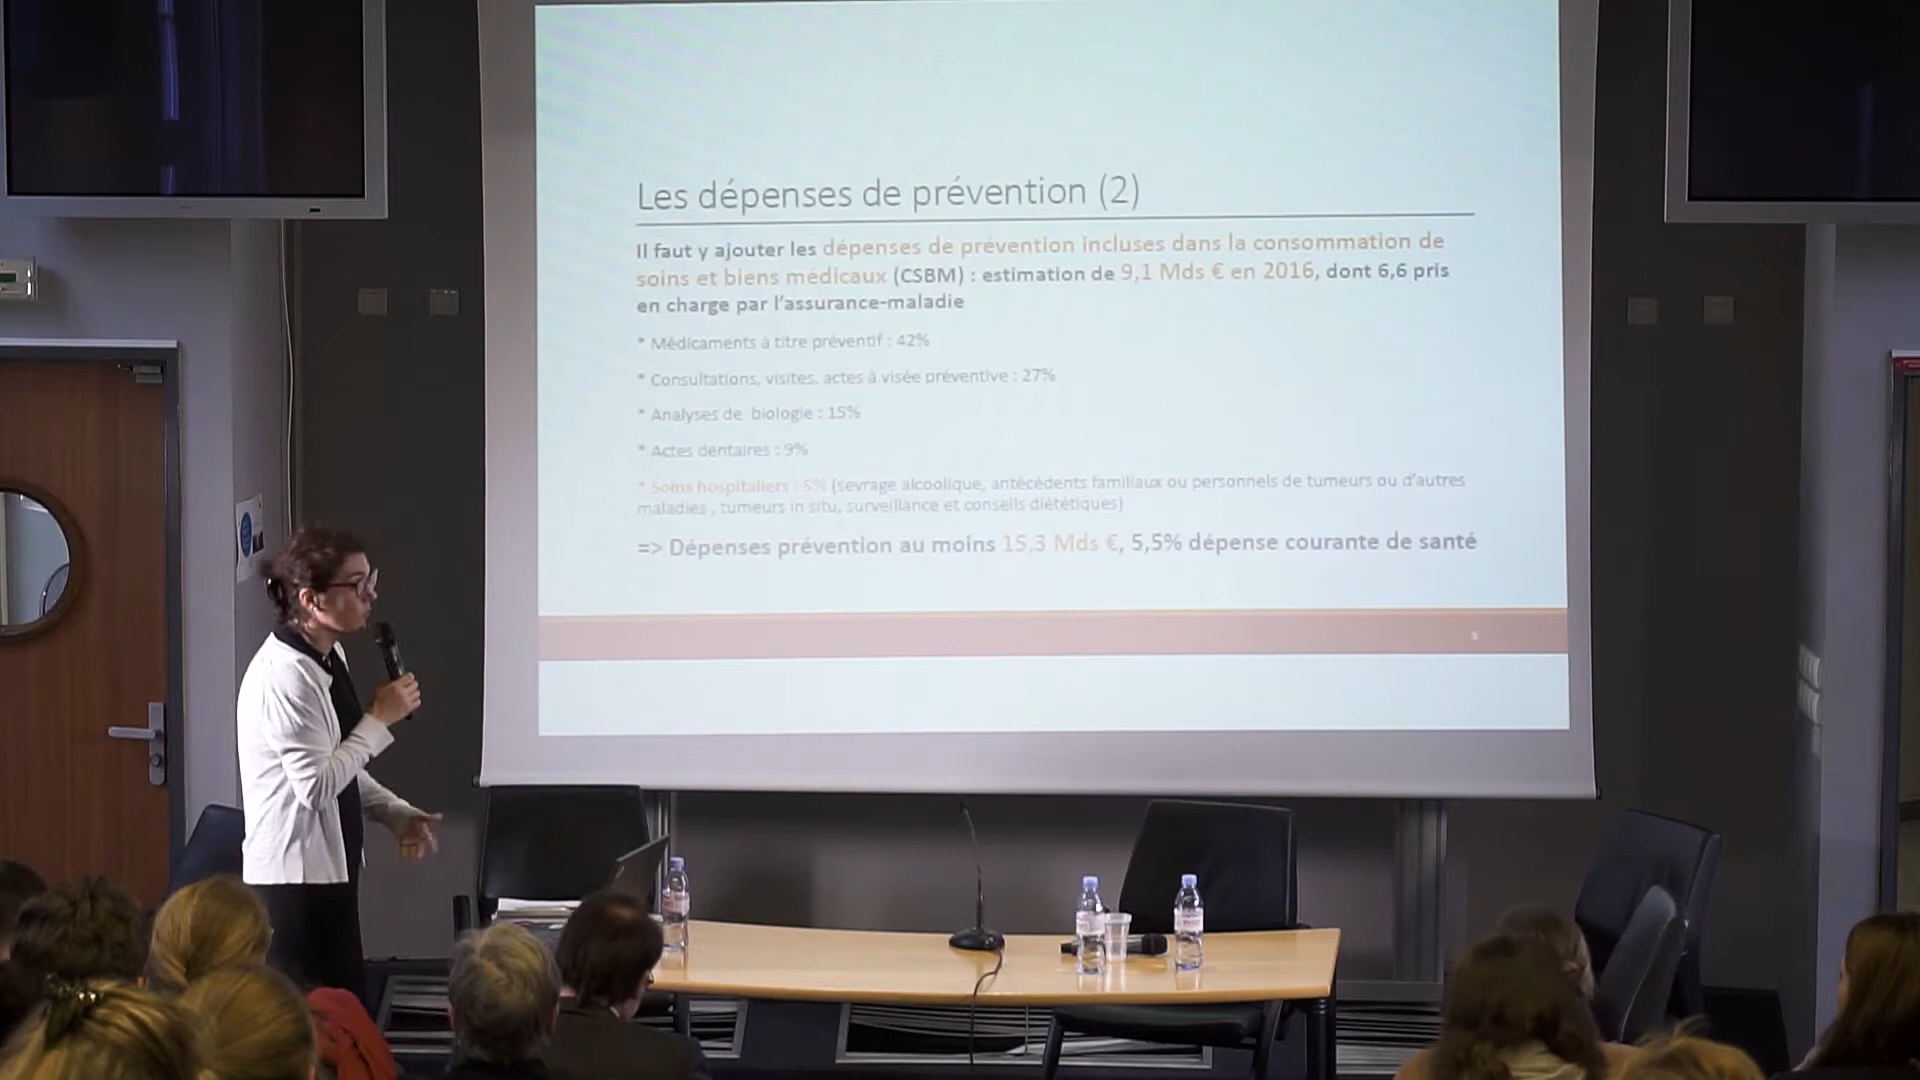 Les dépenses de prévention (2)
Il faut y ajouter les dépenses de prévention incluses dans la consommation de
soins et biens médicaux (CSBM) : estimation de 9,1 Mds € en 2016, dont 6,6 pris
en charge par l'assurance-maladie
* Médicaments à titre préventif : 42%
* Consultations, visites, actes à visée préventive : 27%
* Analyses de biologie : 15%
* Actes dentaires : 9%
* Soins hospitaliers : 5% (sevrage alcoolique, antécédents familiaux ou personnels de tumeurs ou d'autres
maladies , tumeurs in situ, surveillance et conseils diététiques)
=> Dépenses prévention au moins 15,3 Mds €, 5,5% dépense courante de santé